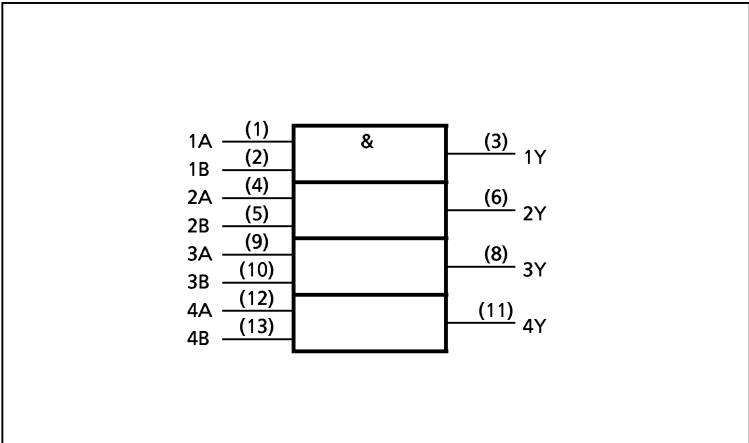 1A (1) & (3) 1Y
1B (2)
2A (4) (6) 2Y
2B (5)
3A (9) (8) 3Y
3B (10)
4A (12) (11) 4Y
4B (13)